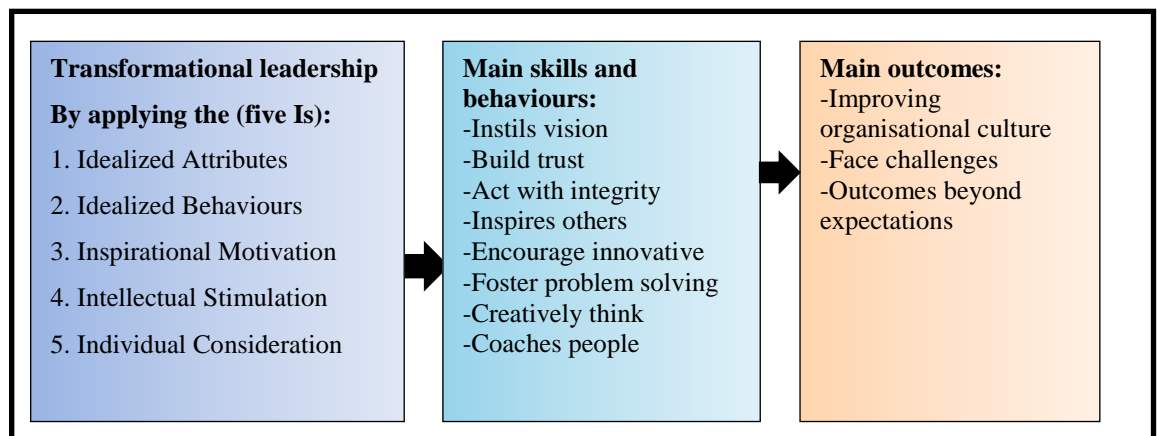 Transformational leadership
By applying the (five Is):
1. Idealized Attributes
2. Idealized Behaviours
3. Inspirational Motivation
4. Intellectual Stimulation
5. Individual Consideration
Main skills and
behaviours:
-Instils vision
-Build trust
-Act with integrity
-Inspires others
-Encourage innovative
-Foster problem solving
-Creatively think
-Coaches people
Main outcomes:
-Improving
organisational culture
-Face challenges
-Outcomes beyond
expectations